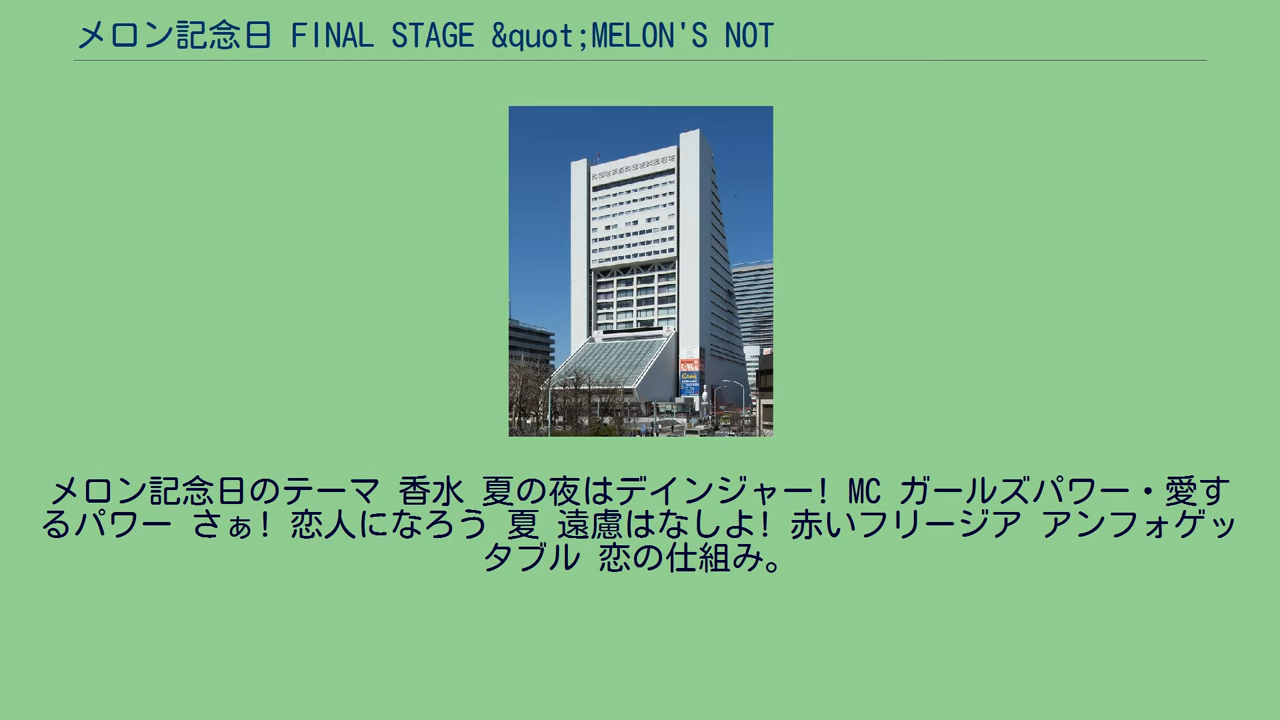 メロン記念日 FINAL STAGE &quot;MELON'S NOT
メロン記念日のテーマ 香水 夏の夜はデインジャー! MC ガールズパワー・愛す
るパワー さぁ! 恋人になろう 夏 遠慮はなしよ! 赤いフリージア アンフォゲッ
タブル 恋の仕組み。